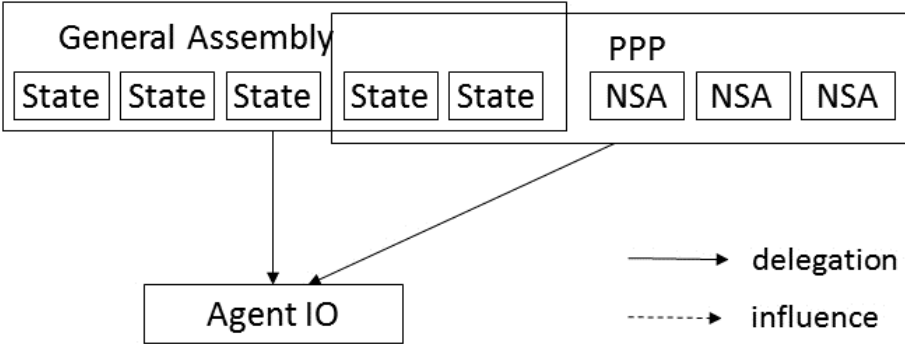 General Assembly
PPP
State State State State State NSA NSA NSA
delegation
Agent IO
influence